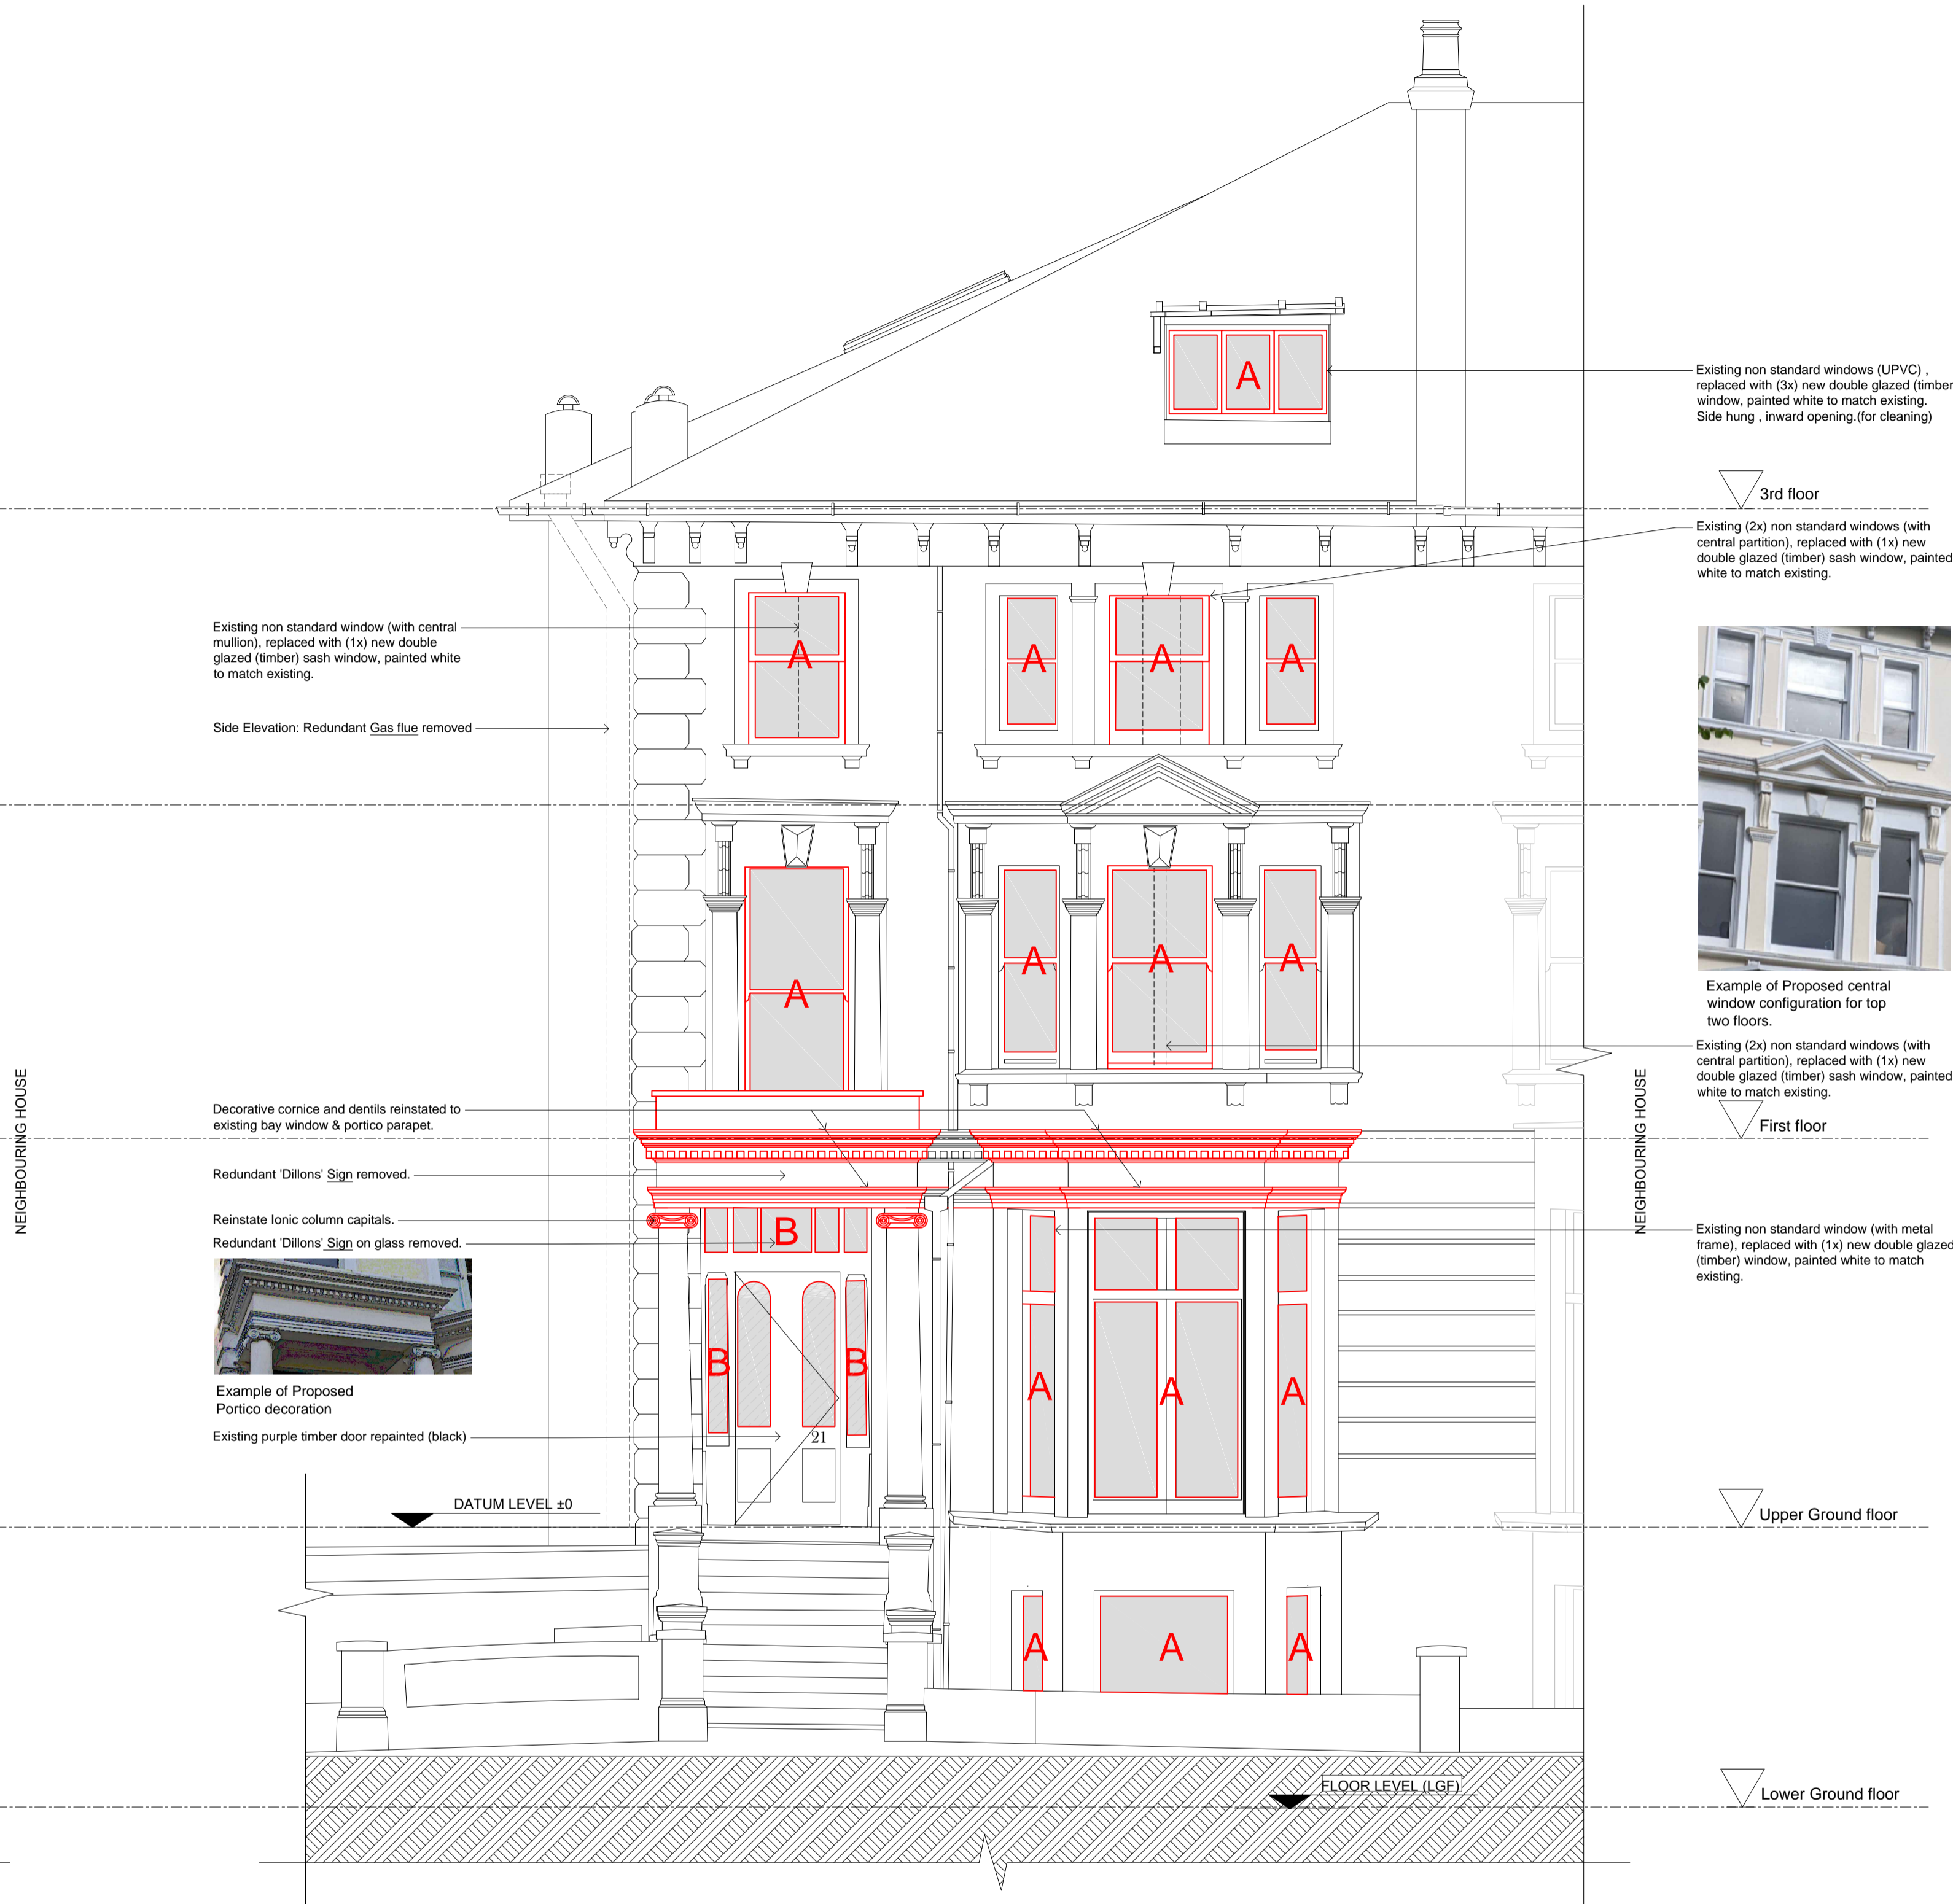 Existing non standard windows (UPVC) ,
replaced with (3x) new double glazed (timber
window, painted white to match existing.
Side hung , inward opening.(for cleaning)
A
3rd floor
Existing (2x) non standard windows (with
central partition), replaced with (1x) new
double glazed (timber) sash window, painted
white to match existing.
Existing non standard window (with central
mullion), replaced with (1x) new double
glazed (timber) sash window, painted white
to match existing.
A
A
A
A
Side Elevation: Redundant Gas flue removed
A
A
A
A
Example of Proposed central
window configuration for top
two floors.
Existing (2x) non standard windows (with
central partition), replaced with (1x) new
double glazed (timber) sash window, painted
white to match existing.
NEIGHBOURING HOUSE
NEIGHBOURING HOUSE
Decorative cornice and dentils reinstated to
existing bay window & portico parapet.
First floor
Redundant 'Dillons' Sign removed.
Reinstate Ionic column capitals.
Redundant 'Dillons' Sign on glass removed.
B
Existing non standard window (with metal
frame), replaced with (1x) new double glazed
(timber) window, painted white to match
existing.
B
B
A
A
A
Example of Proposed
Portico decoration
Existing purple timber door repainted (black)
21
DATUM LEVEL ±0
Upper Ground floor
A
A
A
FLOOR LEVEL (LGF)
Lower Ground floor